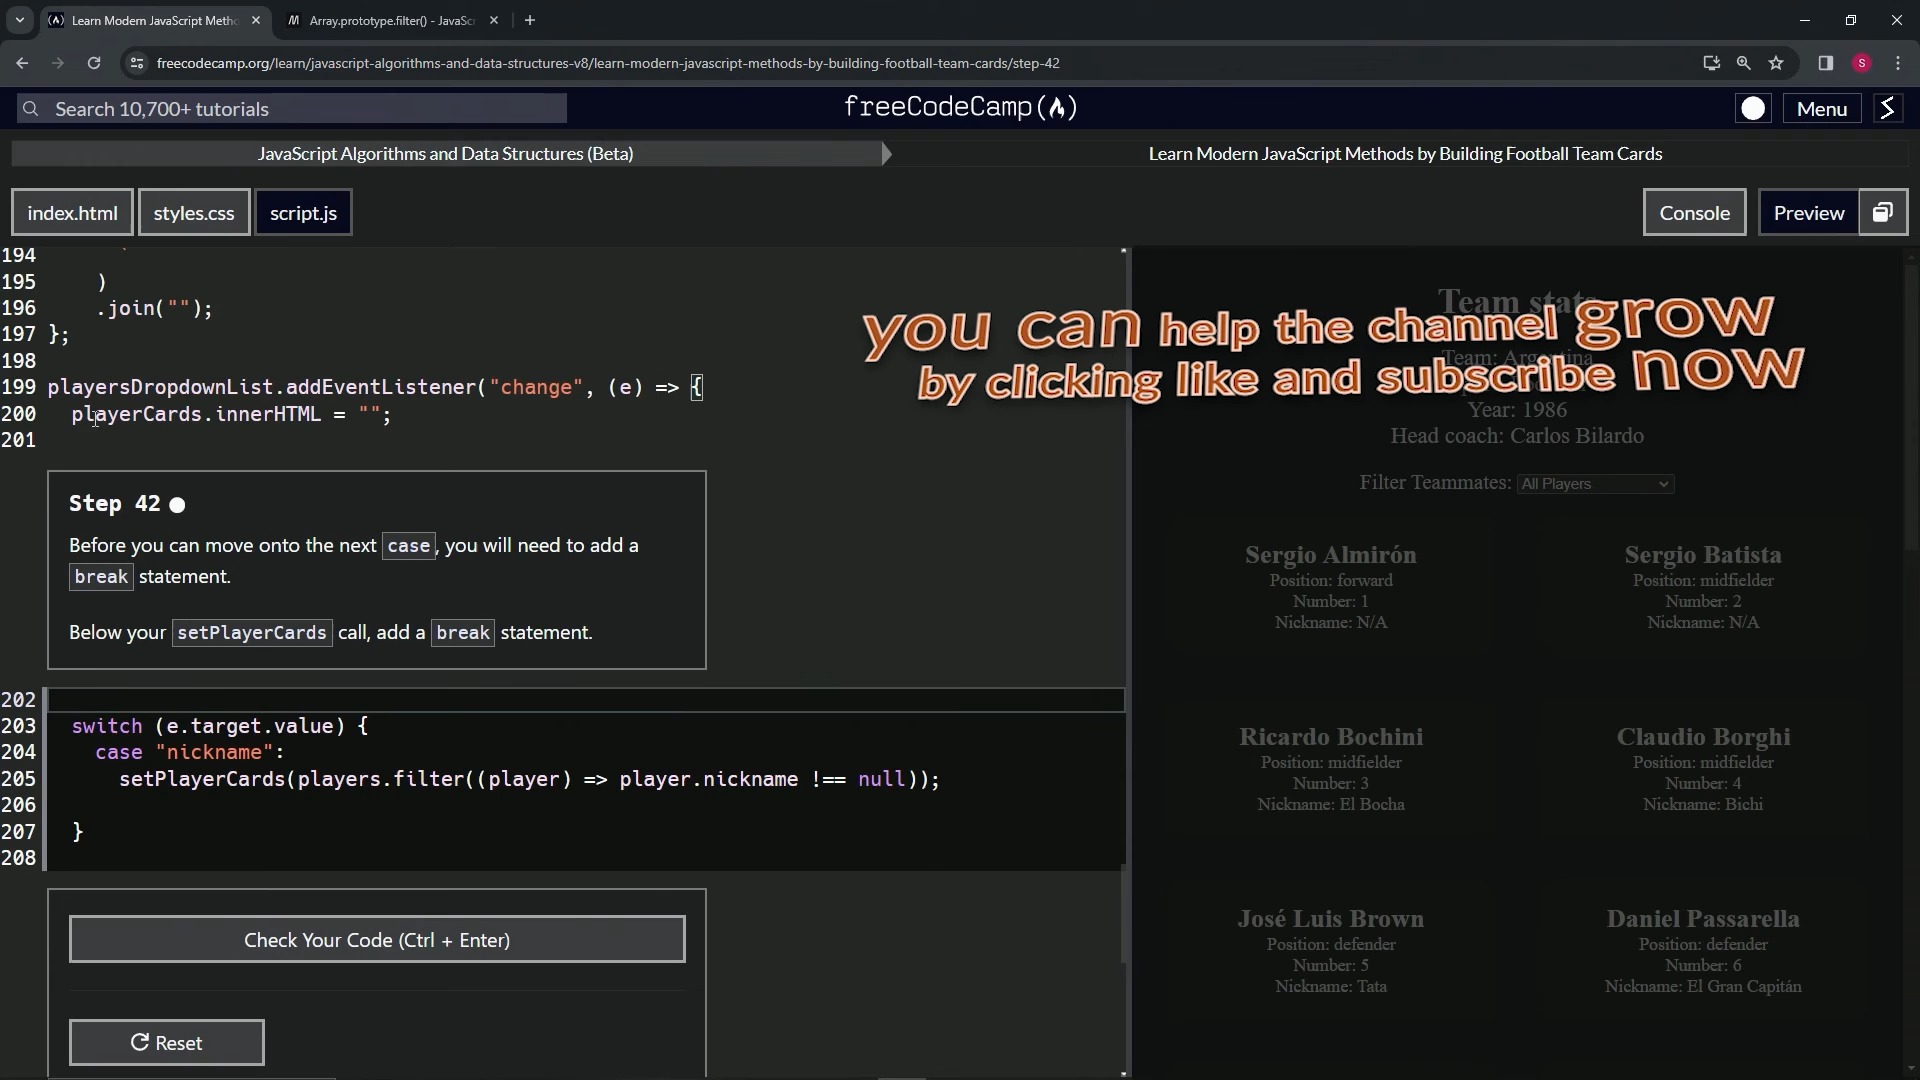 Learn Modern JavaScript Metho
Array.prototype.filter() - JavaSc
freecodecamp.org/learn/javascript-algorithms-and-data-structures-v8/learn-modern-javascript-methods-by-building-football-team-cards/step-42
S
Search 10,700+ tutorials
freeCodeCamp
Menu
JavaScript Algorithms and Data Structures (Beta)
Learn Modern JavaScript Methods by Building Football Team Cards
index.html
styles.css
script.js
Console
Preview
194 `
195 )
196 .join("");
197 };
198
199 playersDropdownList.addEventListener("change", (e) => {
200 playerCards.innerHTML = "";
201
Step 42
Before you can move onto the next case, you will need to add a
break statement.
Below your setPlayerCards call, add a break statement.
202
203 switch (e.target.value) {
204 case "nickname":
205 setPlayerCards(players.filter((player) => player.nickname !== null));
206
207 }
208
Check Your Code (Ctrl + Enter)
Reset
you can help the channel grow
by clicking like and subscribe now
Team stats
Team: Argentina
Year: 1986
Head coach: Carlos Bilardo
Filter Teammates: All Players
Sergio Almirón
Position: forward
Number: 1
Nickname: N/A
Sergio Batista
Position: midfielder
Number: 2
Nickname: N/A
Ricardo Bochini
Position: midfielder
Number: 3
Nickname: El Bocha
Claudio Borghi
Position: midfielder
Number: 4
Nickname: Bichi
José Luis Brown
Position: defender
Number: 5
Nickname: Tata
Daniel Passarella
Position: defender
Number: 6
Nickname: El Gran Capitán